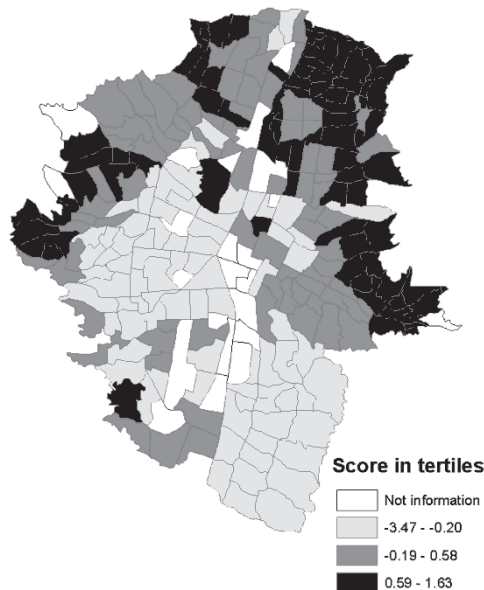 Score in tertiles
Not information
-3.47 - -0.20
-0.19 - 0.58
0.59 - 1.63